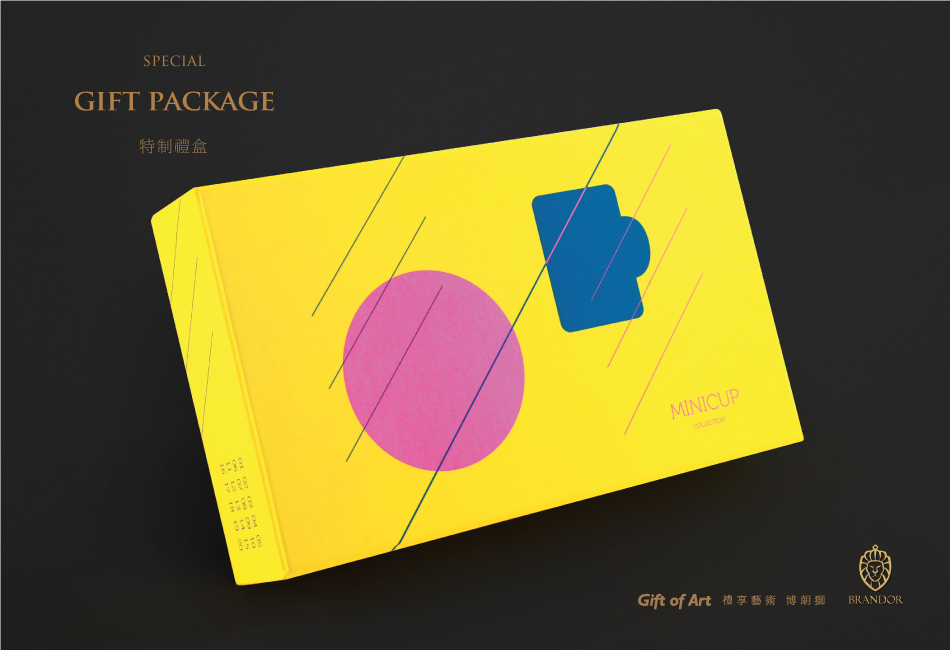 SPECIAL
GIFT PACKAGE
特制禮盒
MINICUP
COLLECTION
Gift of Art 禮享藝術 博朗獅
BRANDOR